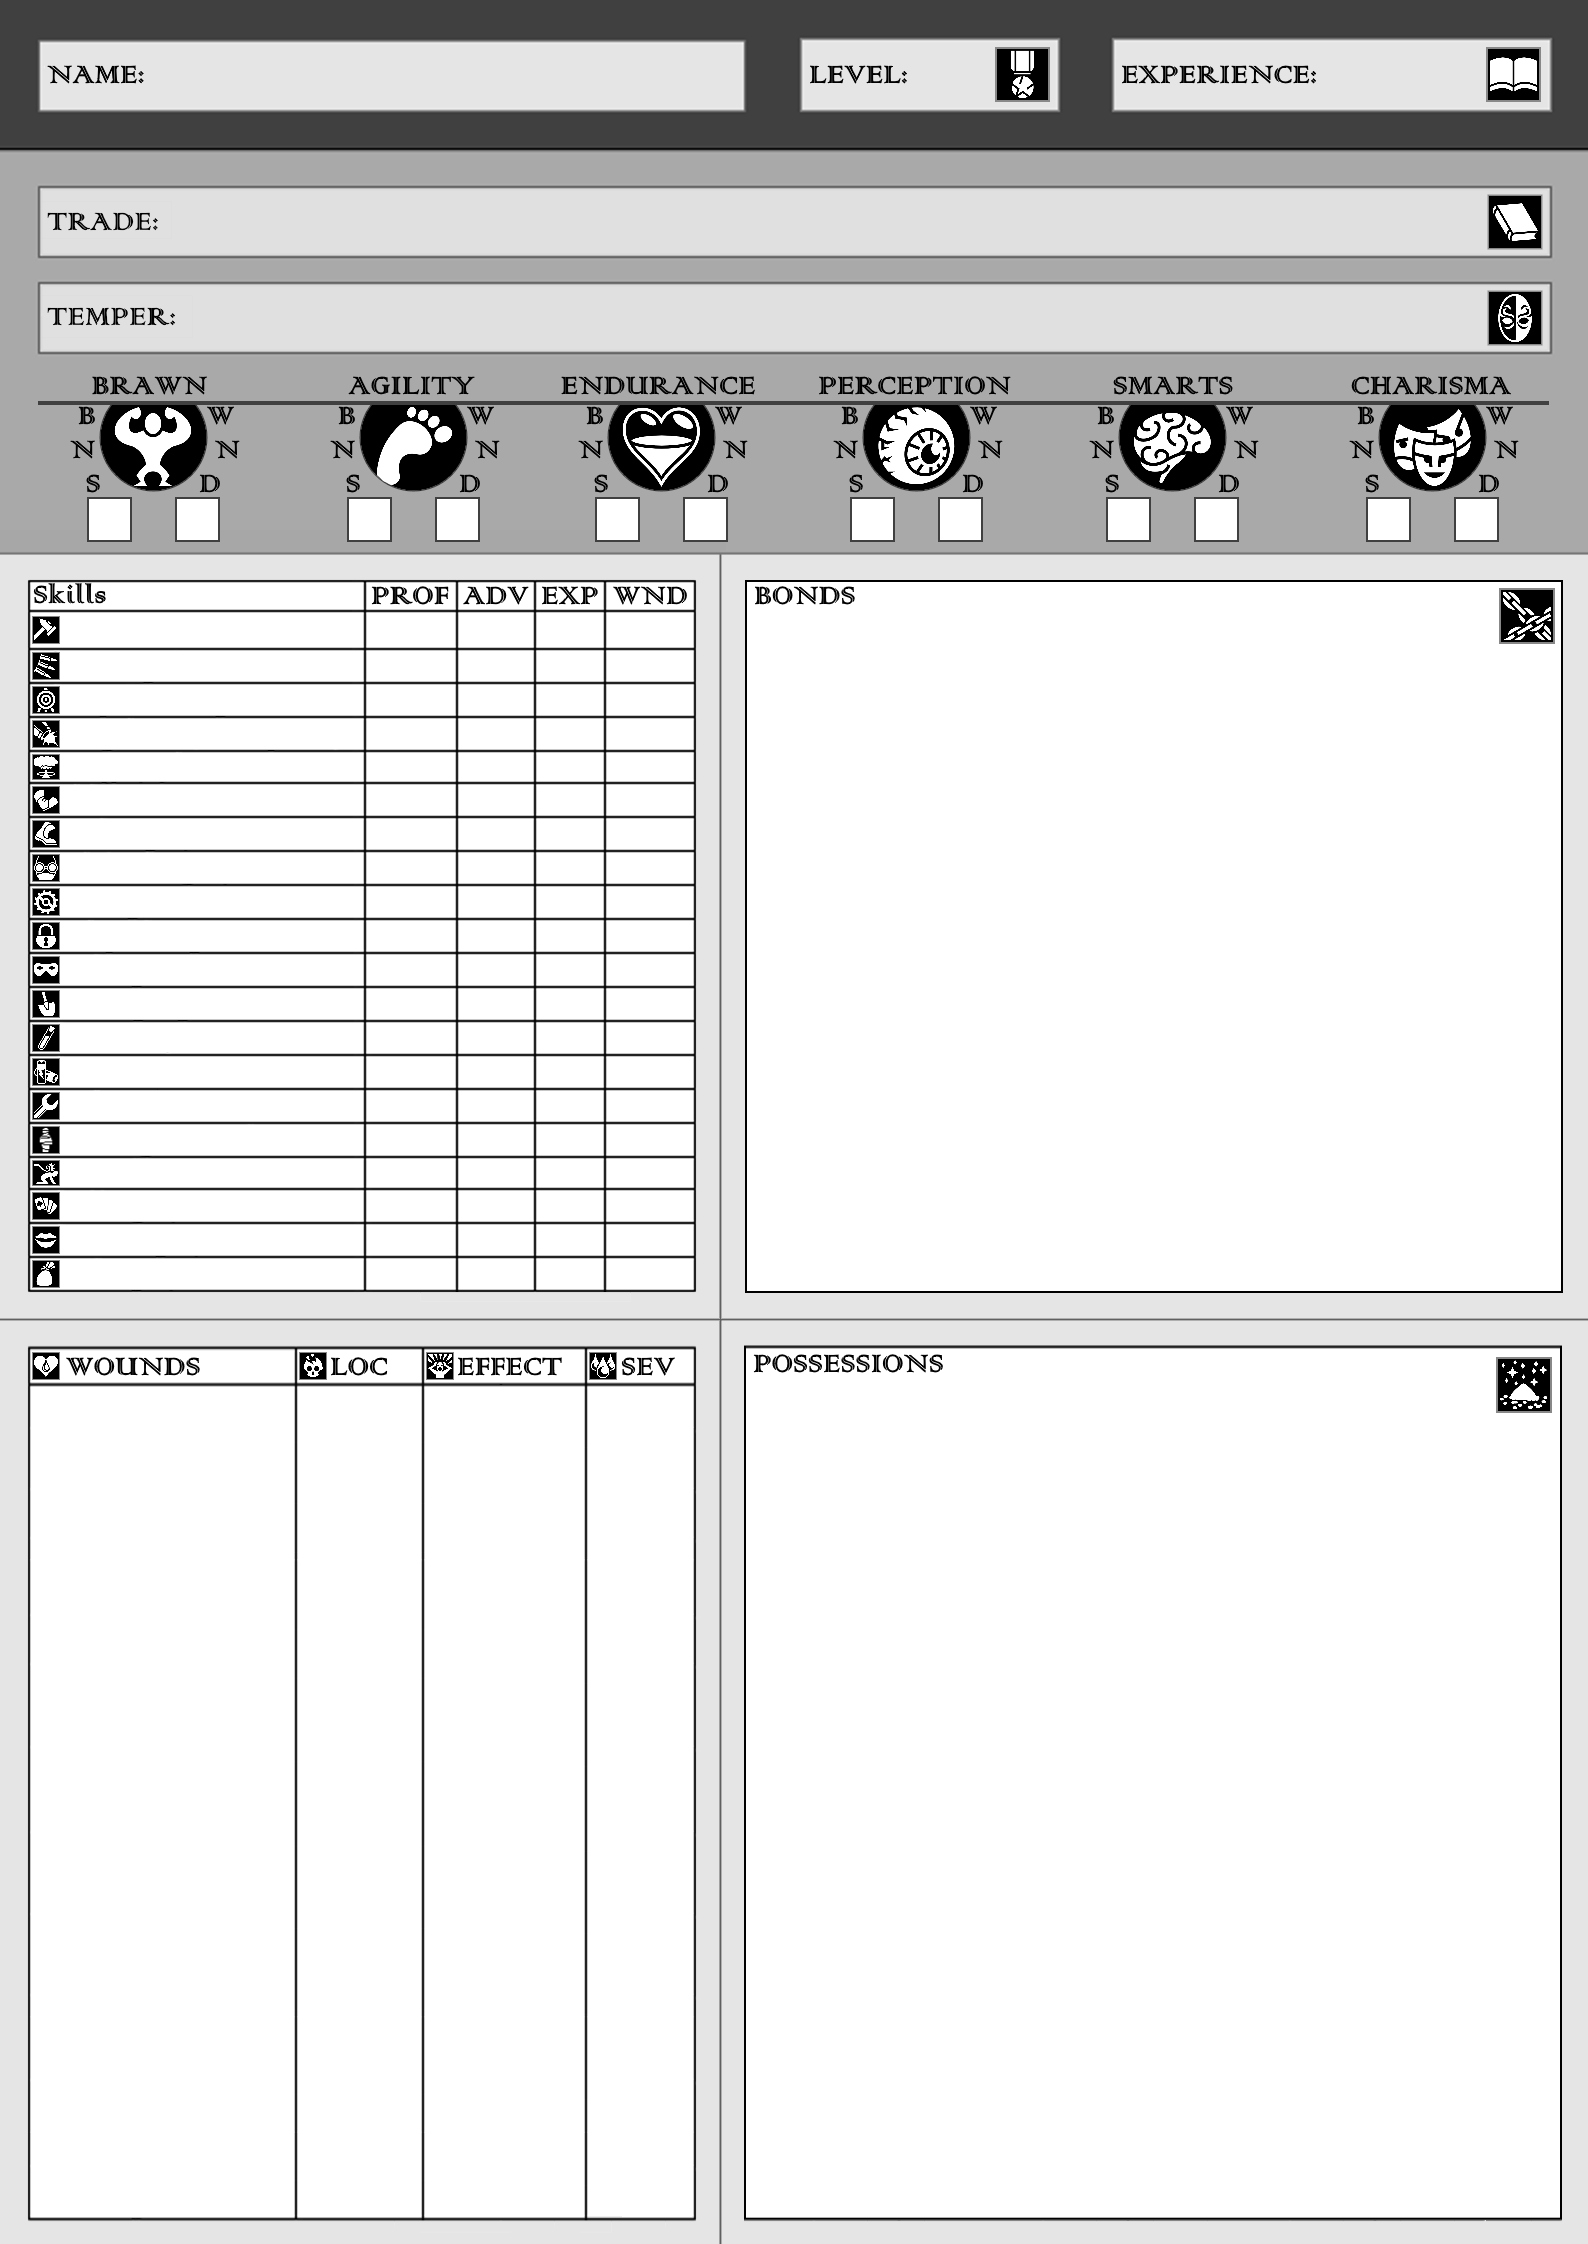 NAME: LEVEL: EXPERIENCE:
TRADE:
TEMPER:
BRAWN AGILITY ENDURANCE PERCEPTION SMARTS CHARISMA
B W B W B W B W B W B W
N N N N N N N N N N N N
S D S D S D S D S D S D
Skills PROF ADV EXP WND
BONDS
WOUNDS LOC EFFECT SEV
POSSESSIONS